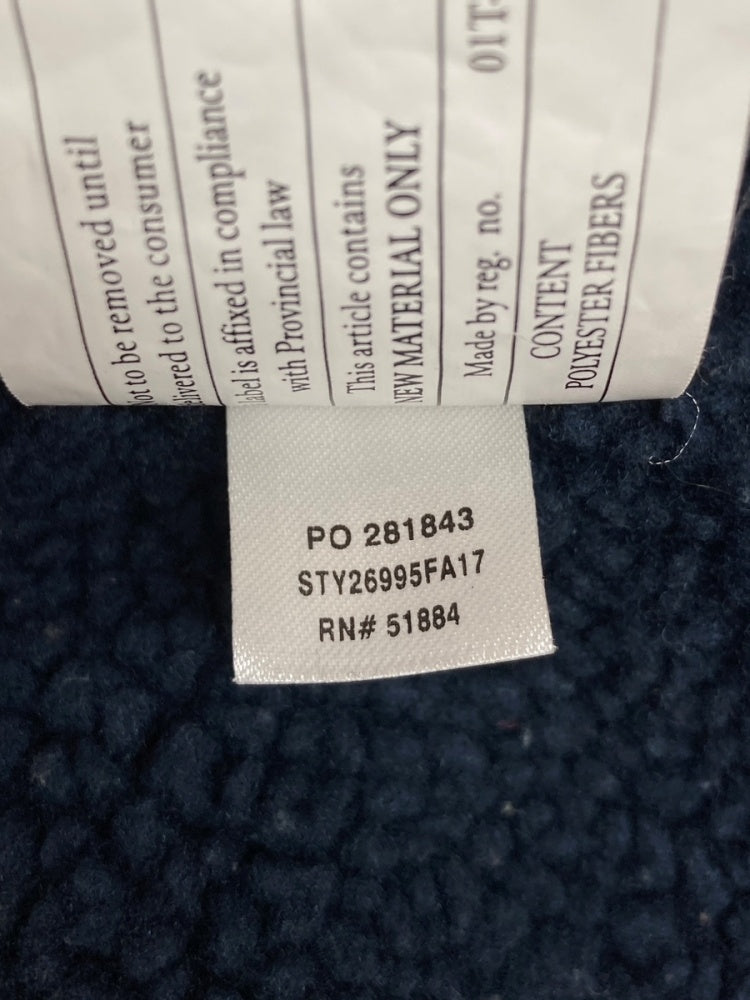 Not to be removed until
delivered to the consumer
label is affixed in compliance
with Provincial law
This article contains
NEW MATERIAL ONLY
Made by reg. no. 01T-
CONTENT
POLYESTER FIBERS
PO 281843
STY26995FA17
RN# 51884